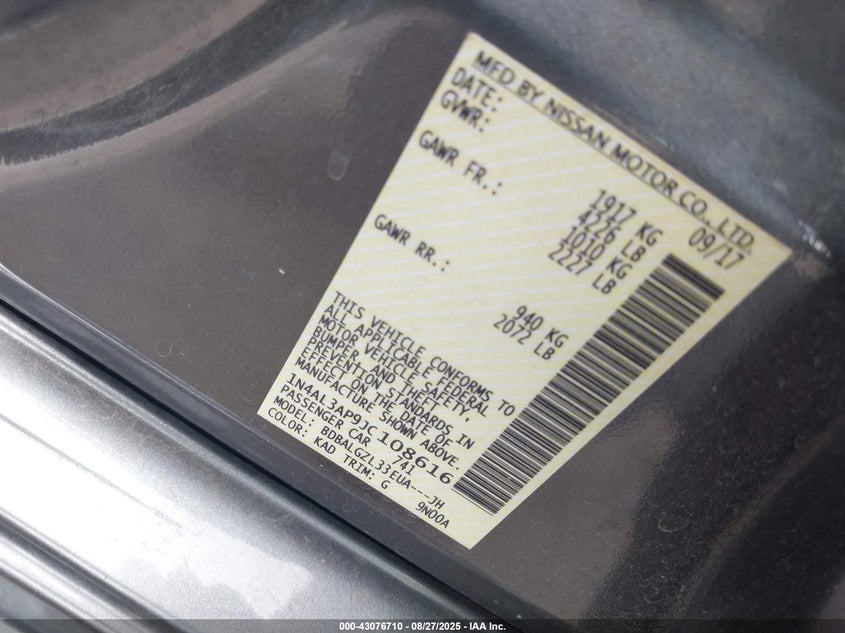 MFD BY NISSAN MOTOR CO., LTD.
DATE: 09/17
GVWR: 1917 KG
4226 LB
GAWR FR.: 1010 KG
2227 LB
GAWR RR.: 940 KG
2072 LB
THIS VEHICLE CONFORMS TO
ALL APPLICABLE FEDERAL
MOTOR VEHICLE SAFETY,
BUMPER, AND THEFT
PREVENTION STANDARDS IN
EFFECT ON THE DATE OF
MANUFACTURE SHOWN ABOVE.
1N4AL3AP9JC108616
PASSENGER CAR 741
MODEL: BDBALGZL33EUA---JH
COLOR: KAD TRIM: G 9N00A
000-43076710 - 08/27/2025 - IAA Inc.